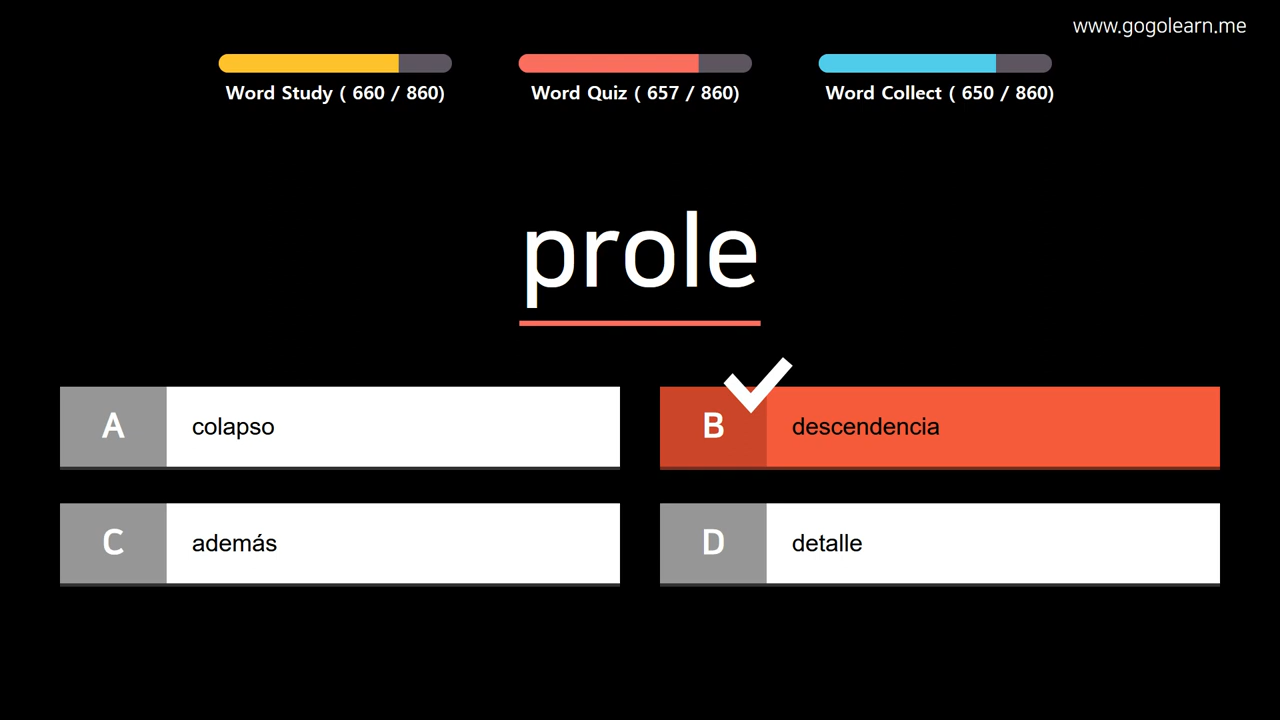 www.gogolearn.me
Word Study ( 660 / 860)
Word Quiz ( 657 / 860)
Word Collect ( 650 / 860)
prole
A colapso
B descendencia
C además
D detalle